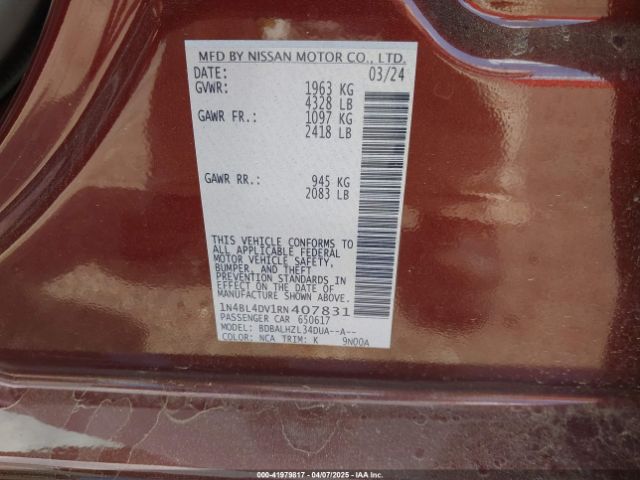 MFD BY NISSAN MOTOR CO., LTD.
DATE: 03/24
GVWR: 1963 KG
4328 LB
GAWR FR.: 1097 KG
2418 LB
GAWR RR.: 945 KG
2083 LB
THIS VEHICLE CONFORMS TO
ALL APPLICABLE FEDERAL
MOTOR VEHICLE SAFETY,
BUMPER, AND THEFT
PREVENTION STANDARDS IN
EFFECT ON THE DATE OF
MANUFACTURE SHOWN ABOVE.
1N4BL4DV1RN407831
PASSENGER CAR 650617
MODEL: BDBALHZL34DUA--A--
COLOR: NCA TRIM: K 9N00A
00-41979817 - 04/07/2025 - IAA Inc.